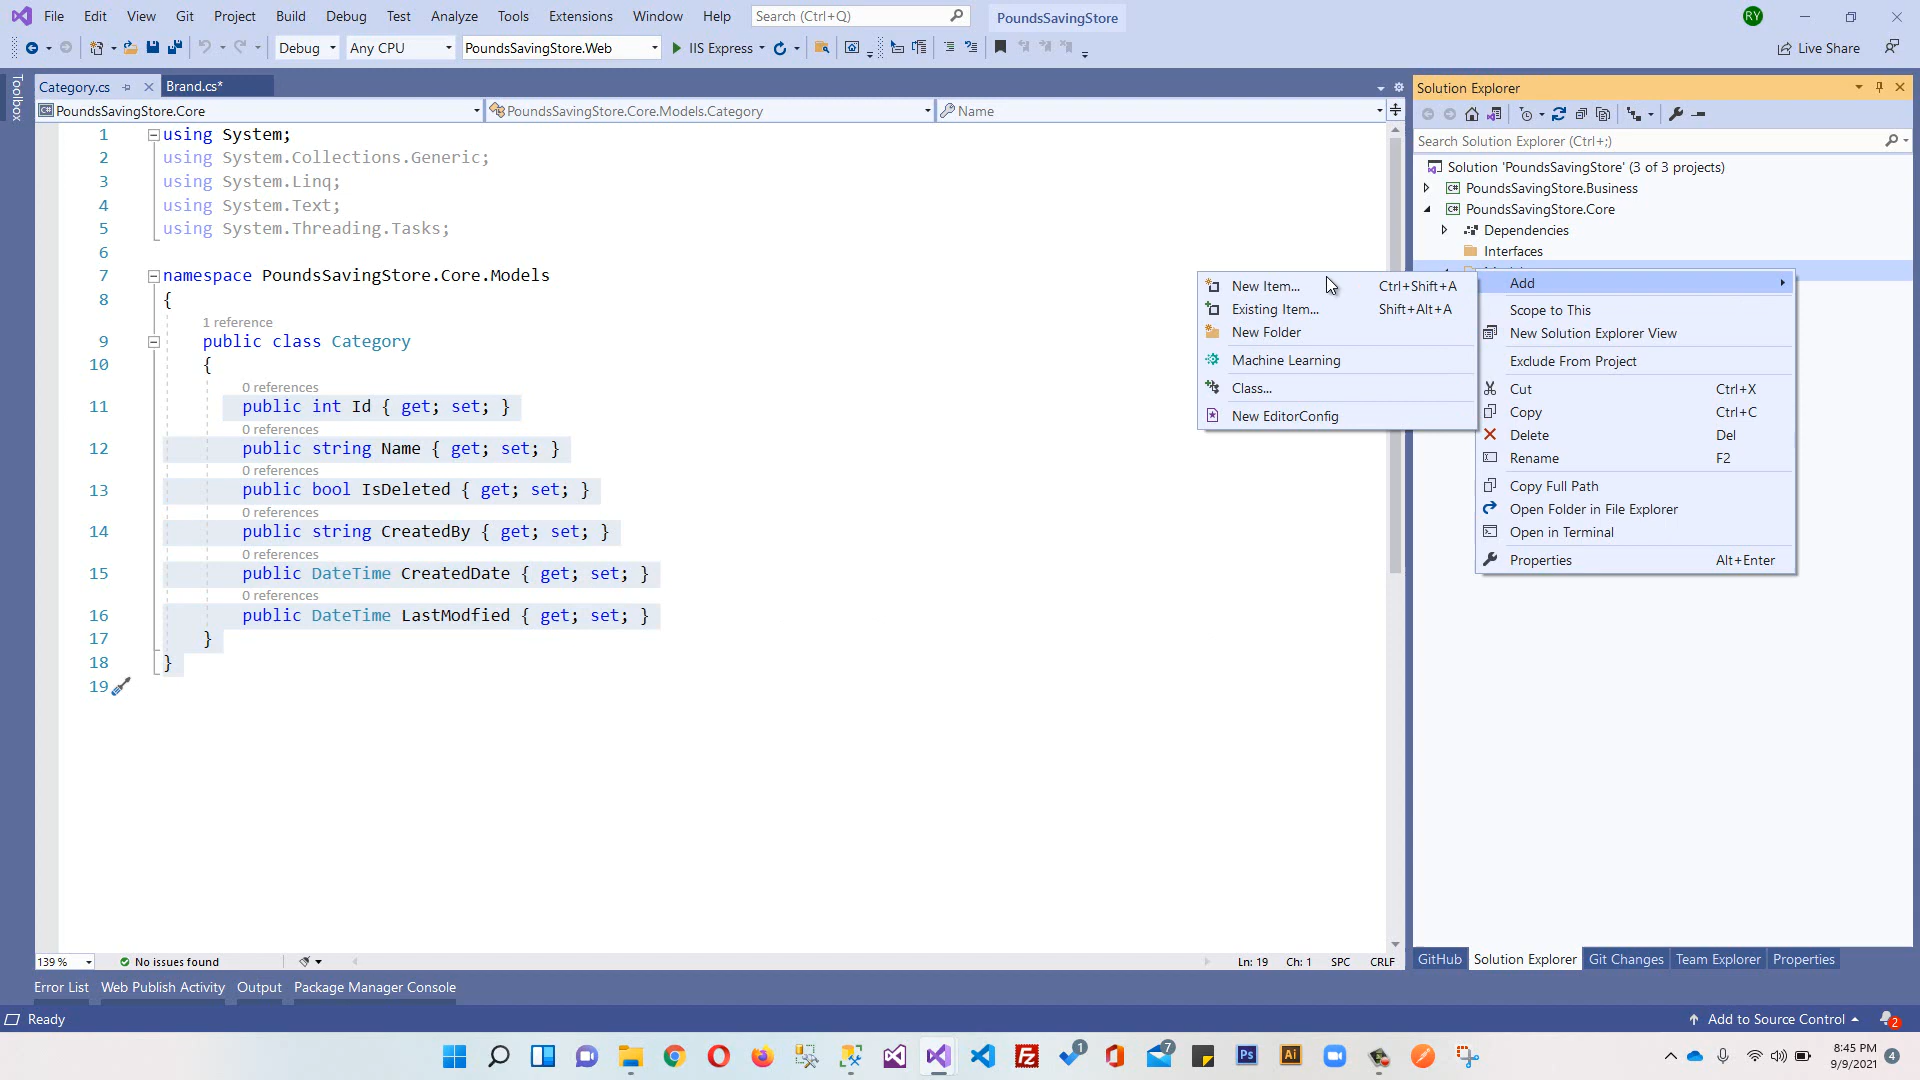 File Edit View Git Project Build Debug Test Analyze Tools Extensions Window Help Search (Ctrl+Q) PoundsSavingStore RY
Debug Any CPU PoundsSavingStore.Web IIS Express Live Share
Toolbox
Category.cs Brand.cs*
PoundsSavingStore.Core PoundsSavingStore.Core.Models.Category Name
1 using System;
2 using System.Collections.Generic;
3 using System.Linq;
4 using System.Text;
5 using System.Threading.Tasks;
6
7 namespace PoundsSavingStore.Core.Models
8 {
1 reference
9 public class Category
10 {
0 references
11 public int Id { get; set; }
0 references
12 public string Name { get; set; }
0 references
13 public bool IsDeleted { get; set; }
0 references
14 public string CreatedBy { get; set; }
0 references
15 public DateTime CreatedDate { get; set; }
0 references
16 public DateTime LastModfied { get; set; }
17 }
18 }
19
New Item... Ctrl+Shift+A
Existing Item... Shift+Alt+A
New Folder
Machine Learning
Class...
New EditorConfig
Solution Explorer
Search Solution Explorer (Ctrl+;)
Solution 'PoundsSavingStore' (3 of 3 projects)
C# PoundsSavingStore.Business
C# PoundsSavingStore.Core
Dependencies
Interfaces
Add
Scope to This
New Solution Explorer View
Exclude From Project
Cut Ctrl+X
Copy Ctrl+C
Delete Del
Rename F2
Copy Full Path
Open Folder in File Explorer
Open in Terminal
Properties Alt+Enter
139 % No issues found Ln: 19 Ch: 1 SPC CRLF
GitHub Solution Explorer Git Changes Team Explorer Properties
Error List Web Publish Activity Output Package Manager Console
Ready Add to Source Control 2
1 7 Ps Ai 8:45 PM
9/9/2021 4